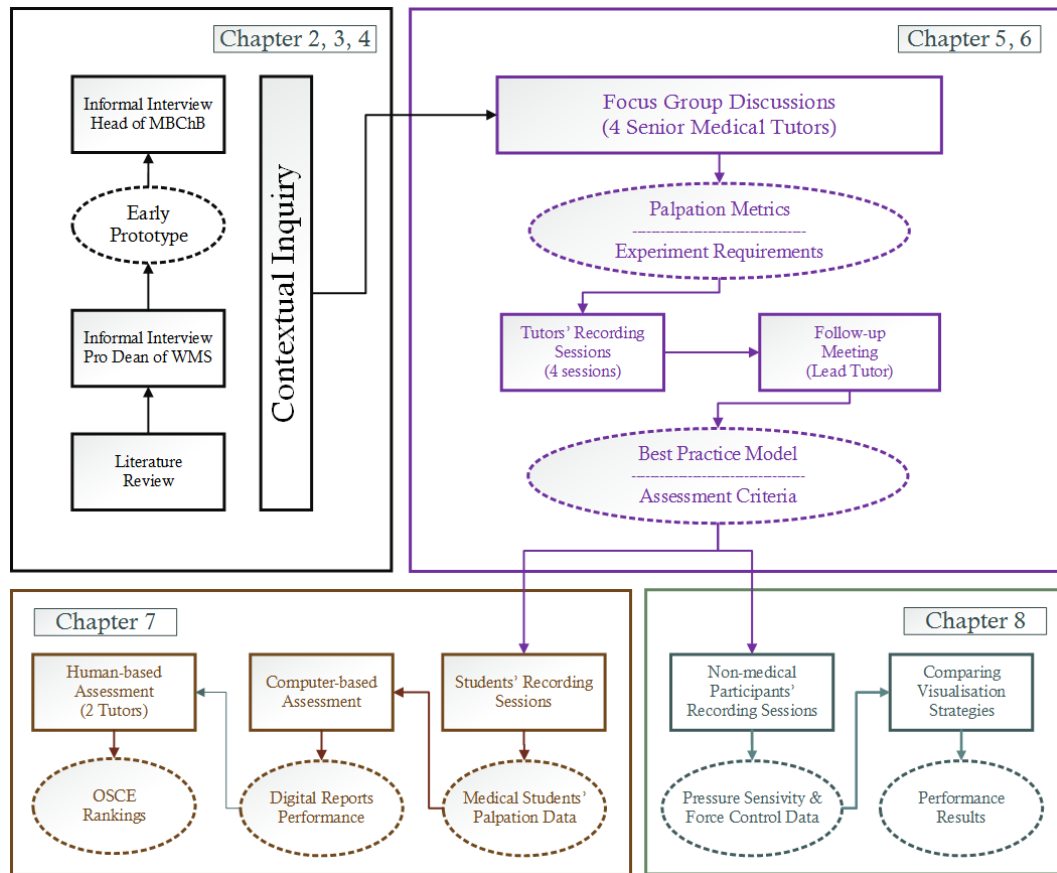 Chapter 2, 3, 4
Informal Interview
Head of MBChB
Early
Prototype
Informal Interview
Pro Dean of WMS
Literature
Review
Contextual Inquiry
Chapter 5, 6
Focus Group Discussions
(4 Senior Medical Tutors)
Palpation Metrics
Experiment Requirements
Tutors' Recording
Sessions
(4 sessions)
Follow-up
Meeting
(Lead Tutor)
Best Practice Model
Assessment Criteria
Chapter 7
Human-based
Assessment
(2 Tutors)
Computer-based
Assessment
Students' Recording
Sessions
OSCE
Rankings
Digital Reports
Performance
Medical Students'
Palpation Data
Chapter 8
Non-medical
Participants'
Recording Sessions
Comparing
Visualisation
Strategies
Pressure Sensivity &
Force Control Data
Performance
Results